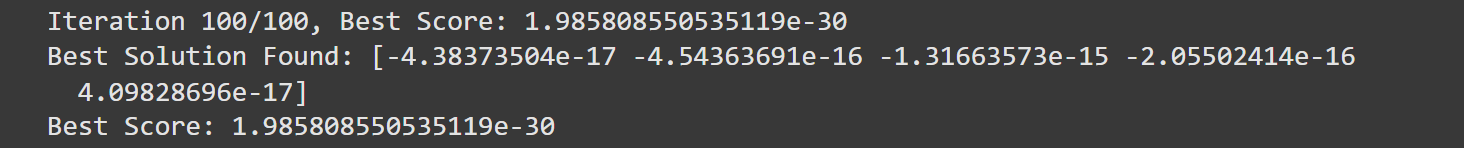 Iteration 100/100, Best Score: 1.985808550535119e-30
Best Solution Found: [-4.38373504e-17 -4.54363691e-16 -1.31663573e-15 -2.05502414e-16
4.09828696e-17]
Best Score: 1.985808550535119e-30